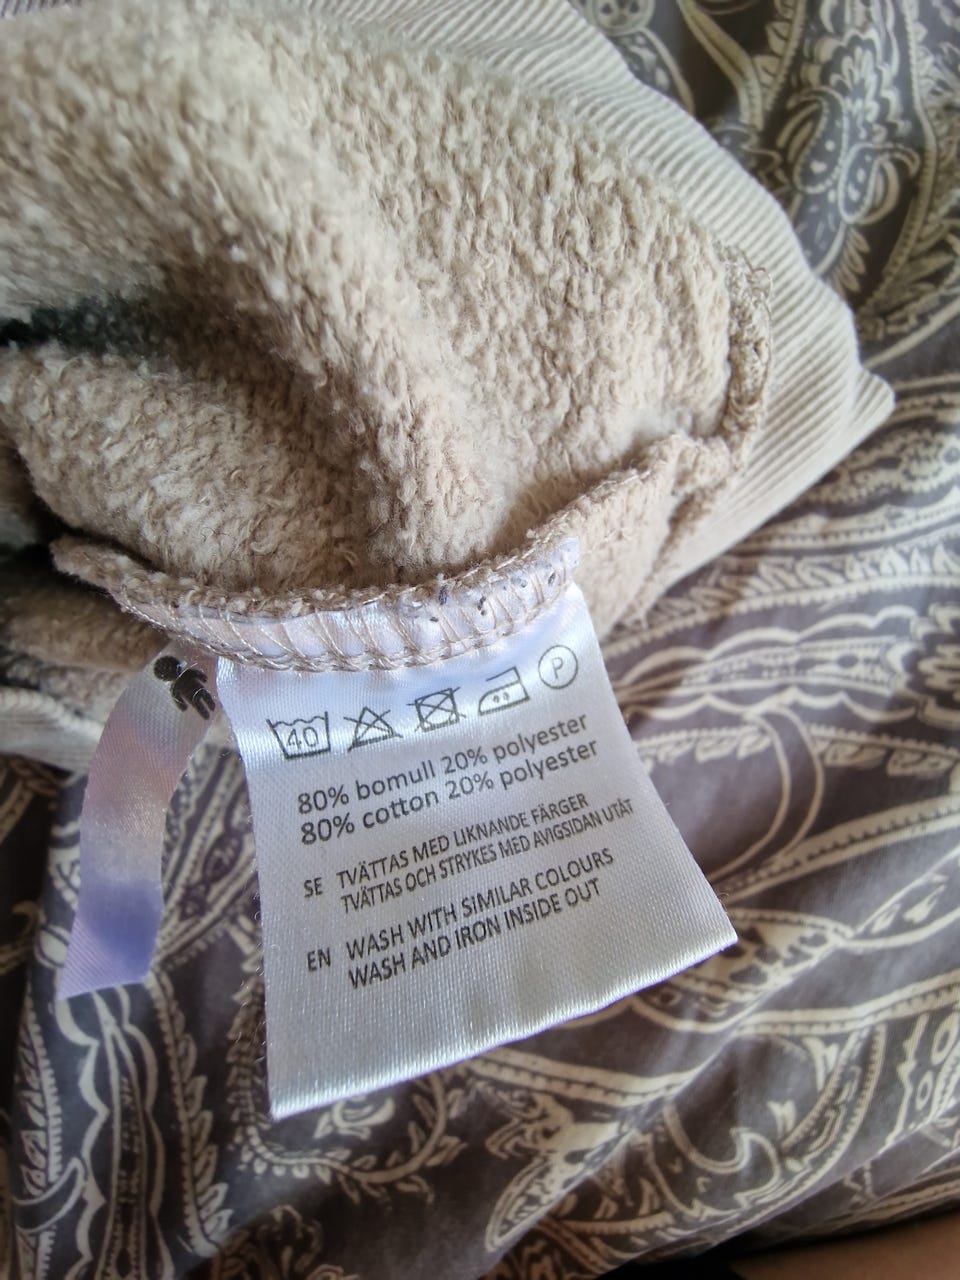 40 P
80% bomull 20% polyester
80% cotton 20% polyester
SE TVÄTTAS MED LIKNANDE FÄRGER
TVÄTTAS OCH STRYKES MED AVIGSIDAN UTÅT
EN WASH WITH SIMILAR COLOURS
WASH AND IRON INSIDE OUT